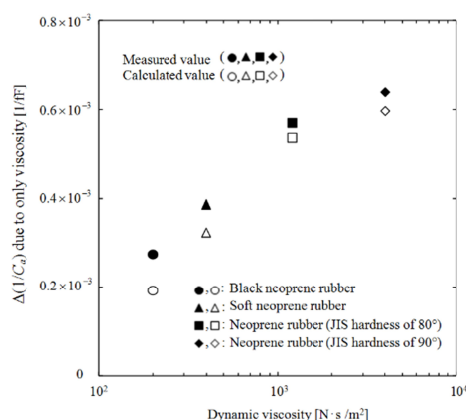 Measured value (●,▲,■,◆)
Calculated value (○,△,□,◇)
0.8×10⁻³
0.6×10⁻³
0.4×10⁻³
0.2×10⁻³
0
Δ(1/Cₐ) due to only viscosity [1/fF]
●,○: Black neoprene rubber
▲,△: Soft neoprene rubber
■,□: Neoprene rubber (JIS hardness of 80°)
◆,◇: Neoprene rubber (JIS hardness of 90°)
10² 10³ 10⁴
Dynamic viscosity [N·s /m²]